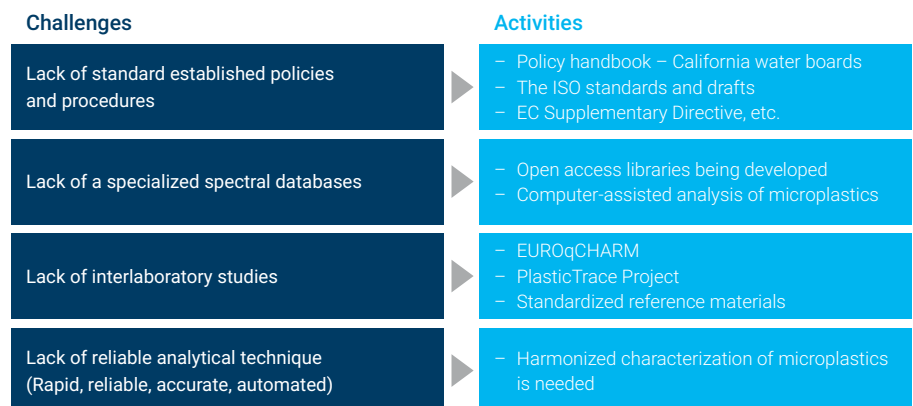 Challenges
Activities
Lack of standard established policies
and procedures
– Policy handbook – California water boards
– The ISO standards and drafts
– EC Supplementary Directive, etc.
Lack of a specialized spectral databases
– Open access libraries being developed
– Computer-assisted analysis of microplastics
Lack of interlaboratory studies
– EUROqCHARM
– PlasticTrace Project
– Standardized reference materials
Lack of reliable analytical technique
(Rapid, reliable, accurate, automated)
– Harmonized characterization of microplastics
is needed